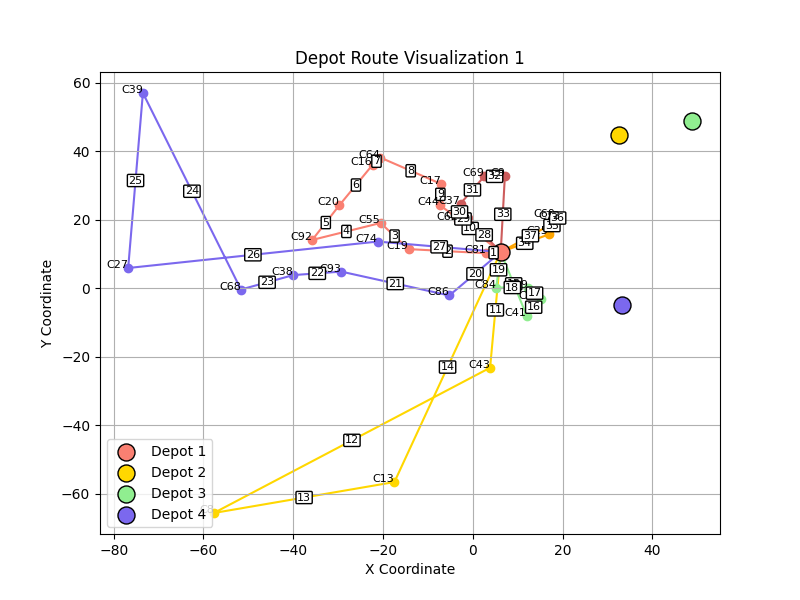 Depot Route Visualization 1
Y Coordinate
60
40
20
0
−20
−40
−60
C39
C64
C16
7
8
C17
9
C69
32
25
24
6
31
C20
C44
C37
30
5
C55
10
33
36
35
C92
4
3
28
37
34
C74
C19
27
C81
1
26
2
C27
C93
20
19
C38
22
C68
23
21
C86
C84
18
17
C41
16
11
C43
14
12
C13
13
Depot 1
Depot 2
Depot 3
Depot 4
−80
−60
−40
−20
0
20
40
X Coordinate